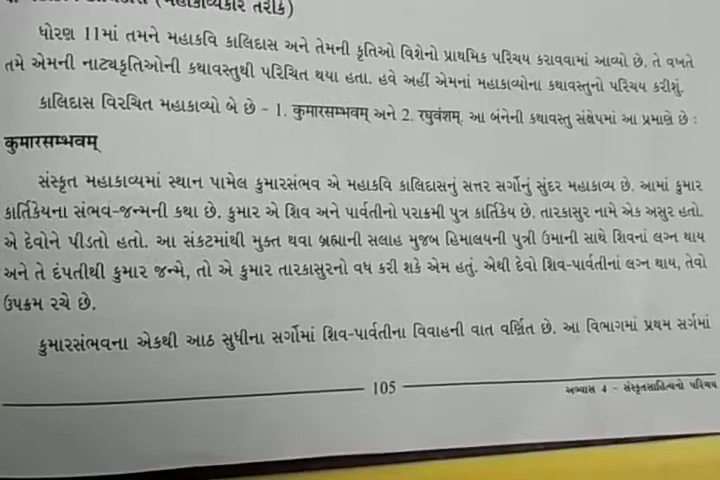 (મહાકાવ્યકાર તરીકે)
ધોરણ 11માં તમને મહાકવિ કાલિદાસ અને તેમની કૃતિઓ વિશેનો પ્રાથમિક પરિચય કરાવવામાં આવ્યો છે. તે વખતે
તમે એમની નાટ્યકૃતિઓની કથાવસ્તુથી પરિચિત થયા હતા. હવે અહીં એમનાં મહાકાવ્યોના કથાવસ્તુનો પરિચય કરીશું.
કાલિદાસ વિરચિત મહાકાવ્યો બે છે – 1. कुमारसम्भवम् અને 2. रघुवंशम्. આ બંનેની કથાવસ્તુ સંક્ષેપમાં આ પ્રમાણે છે :
कुमारसम्भवम्
સંસ્કૃત મહાકાવ્યમાં સ્થાન પામેલ કુમારસંભવ એ મહાકવિ કાલિદાસનું સત્તર સર્ગોનું સુંદર મહાકાવ્ય છે. આમાં કુમાર
કાર્તિકેયના સંભવ-જન્મની કથા છે. કુમાર એ શિવ અને પાર્વતીનો પરાક્રમી પુત્ર કાર્તિકેય છે. તારકાસુર નામે એક અસુર હતો.
એ દેવોને પીડતો હતો. આ સંકટમાંથી મુક્ત થવા બ્રહ્માની સલાહ મુજબ હિમાલયની પુત્રી ઉમાની સાથે શિવનાં લગ્ન થાય
અને તે દંપતીથી કુમાર જન્મે, તો એ કુમાર તારકાસુરનો વધ કરી શકે એમ હતું. એથી દેવો શિવ-પાર્વતીનાં લગ્ન થાય, તેવો
ઉપક્રમ રચે છે.
કુમારસંભવના એકથી આઠ સુધીના સર્ગોમાં શિવ-પાર્વતીના વિવાહની વાત વર્ણિત છે. આ વિભાગમાં પ્રથમ સર્ગમાં
105
અભ્યાસ 4 – સંસ્કૃતસાહિત્યનો પરિચય